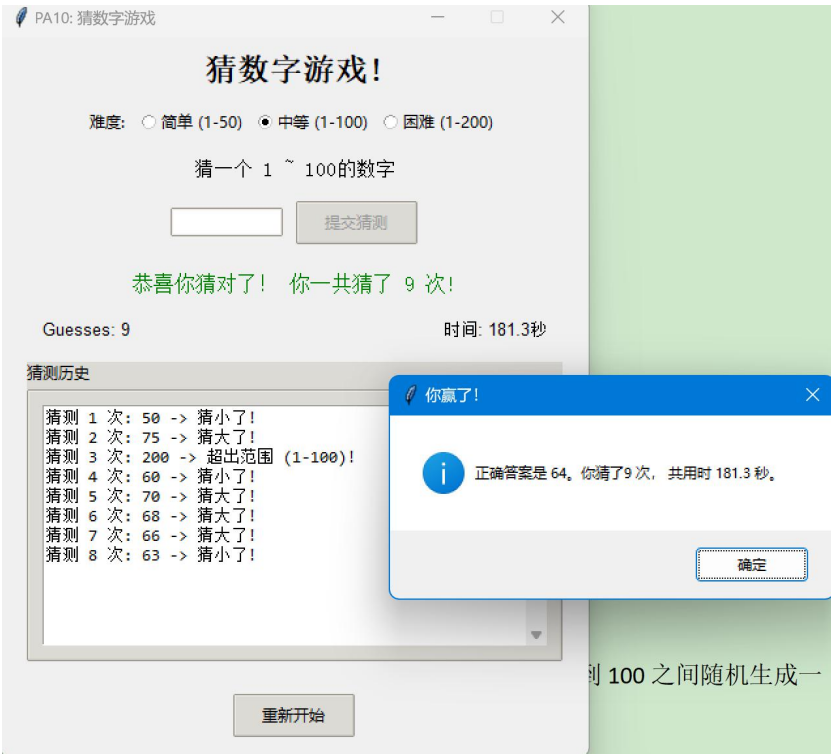 PA10: 猜数字游戏
猜数字游戏!
难度: 简单 (1-50) 中等 (1-100) 困难 (1-200)
猜一个 1 ~ 100的数字
提交猜测
恭喜你猜对了! 你一共猜了 9 次!
Guesses: 9 时间: 181.3秒
猜测历史
猜测 1 次: 50 -> 猜小了!
猜测 2 次: 75 -> 猜大了!
猜测 3 次: 200 -> 超出范围 (1-100)!
猜测 4 次: 60 -> 猜小了!
猜测 5 次: 70 -> 猜大了!
猜测 6 次: 68 -> 猜大了!
猜测 7 次: 66 -> 猜大了!
猜测 8 次: 63 -> 猜小了!
你赢了!
正确答案是 64。你猜了9 次， 共用时 181.3 秒。
确定
到 100 之间随机生成一
重新开始